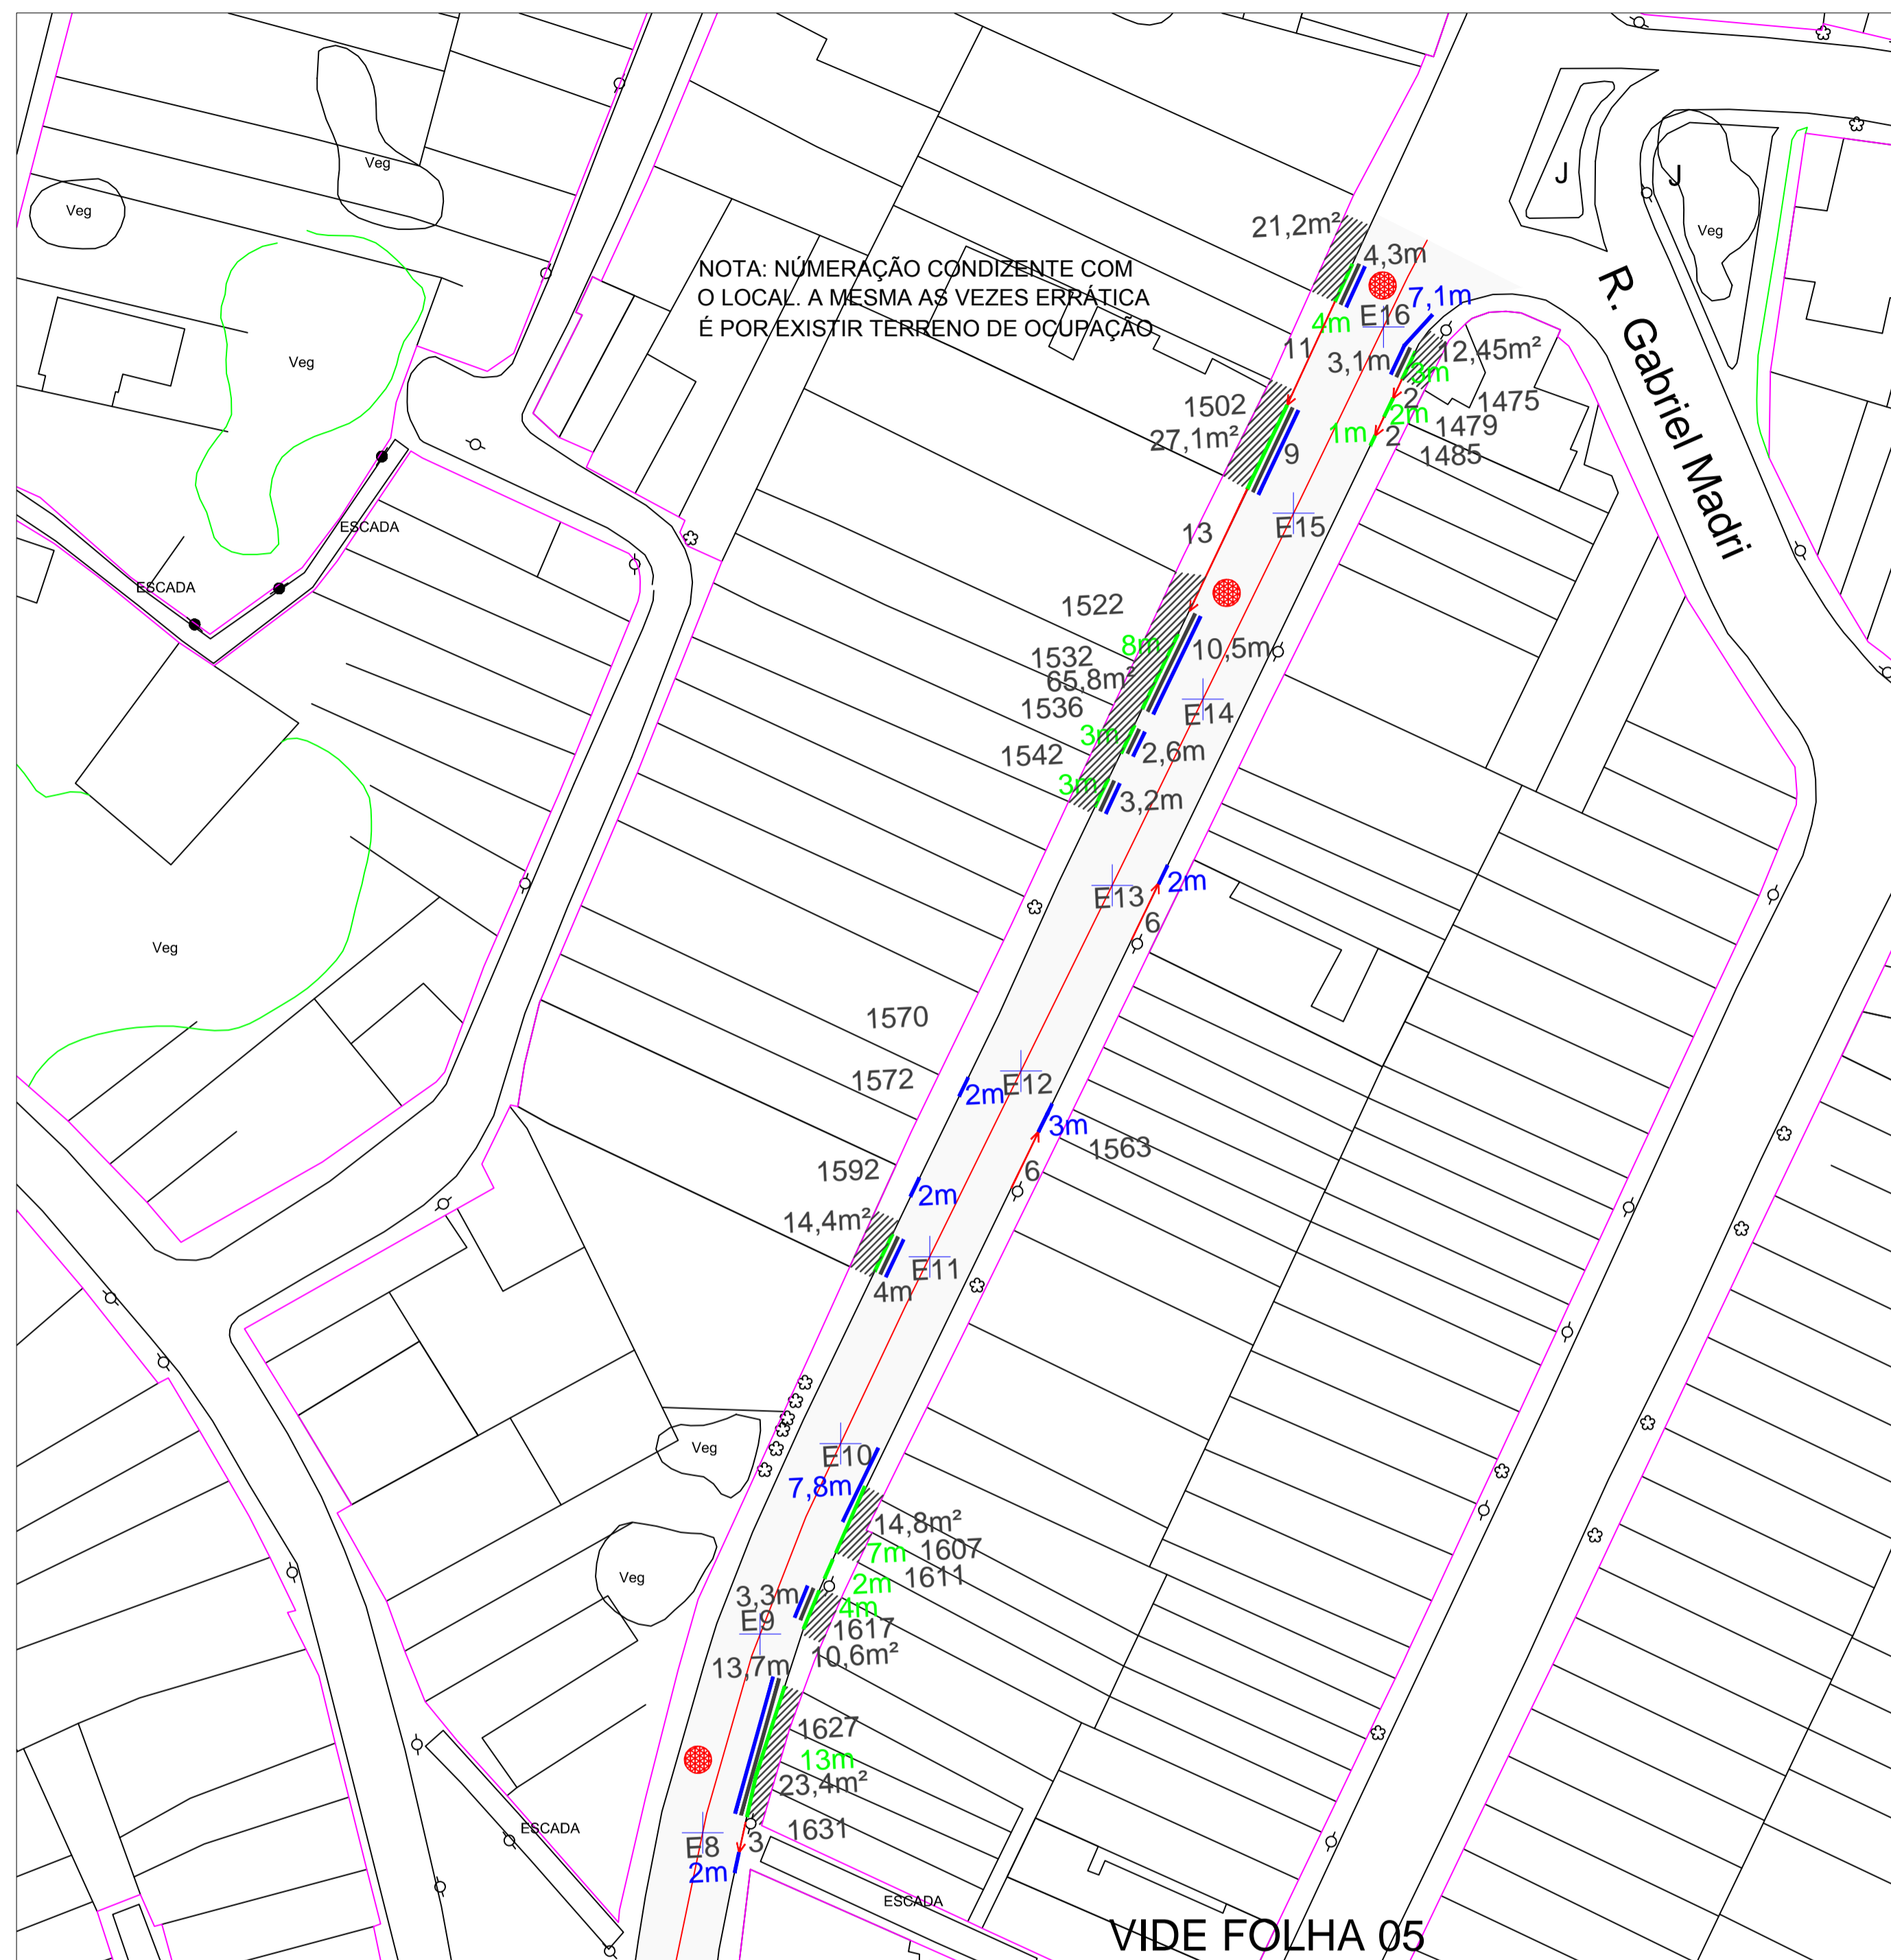 Veg
Veg
J
J
Veg
21,2m²
4,3m
R. Gabriel Madri
NOTA: NÚMERAÇÃO CONDIZENTE COM
O LOCAL. A MESMA AS VEZES ERRÁTICA
É POR EXISTIR TERRENO DE OCUPAÇÃO
7,1m
E16
4m
11
3,1m
12,45m²
3m
Veg
2
1475
1502
2m
1479
27,1m²
1m
2
9
1485
ESCADA
13
E15
ESCADA
1522
8m
10,5m
1532
65,8m²
1536
E14
3m
1542
2,6m
3m
3,2m
2m
E13
6
Veg
1570
1572
2m
E12
3m
1563
1592
6
2m
14,4m²
E11
4m
Veg
E10
7,8m
14,8m²
7m
1607
Veg
2m
1611
3,3m
4m
E9
1617
10,6m²
13,7m
1627
13m
23,4m²
ESCADA
1631
3
E8
2m
ESCADA
VIDE FOLHA 05